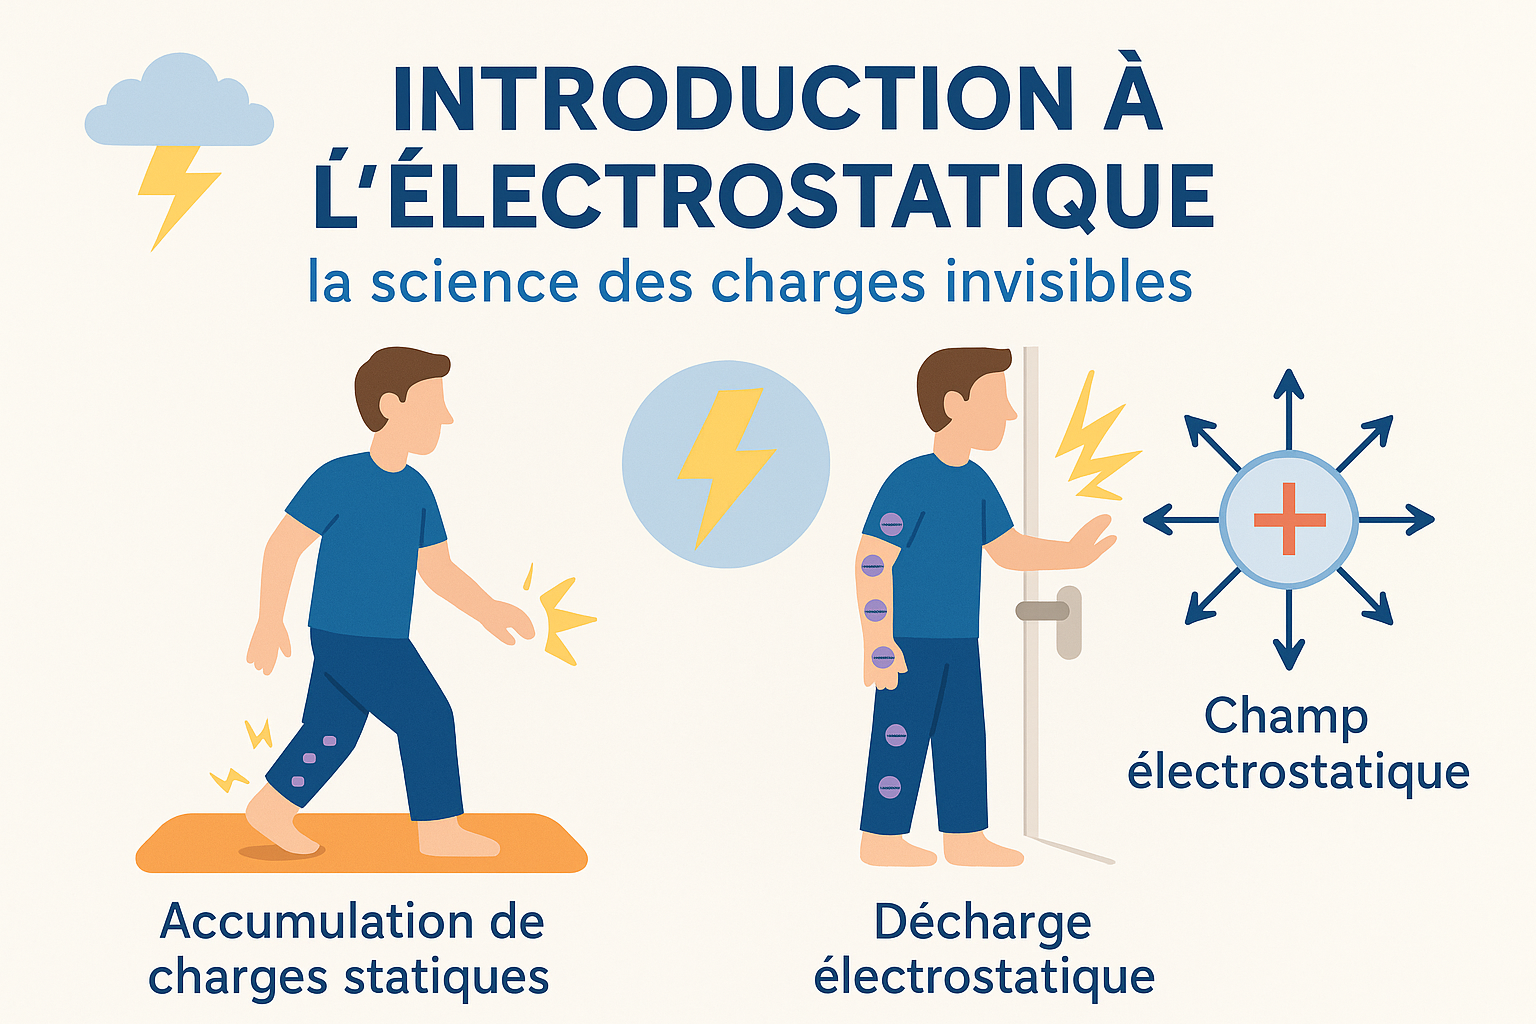 INTRODUCTION À
Ĺ'ÉLECTROSTATIQUE
la science des charges invisibles
Champ
électrostatique
Accumulation de
charges statiques
Décharge
électrostatique